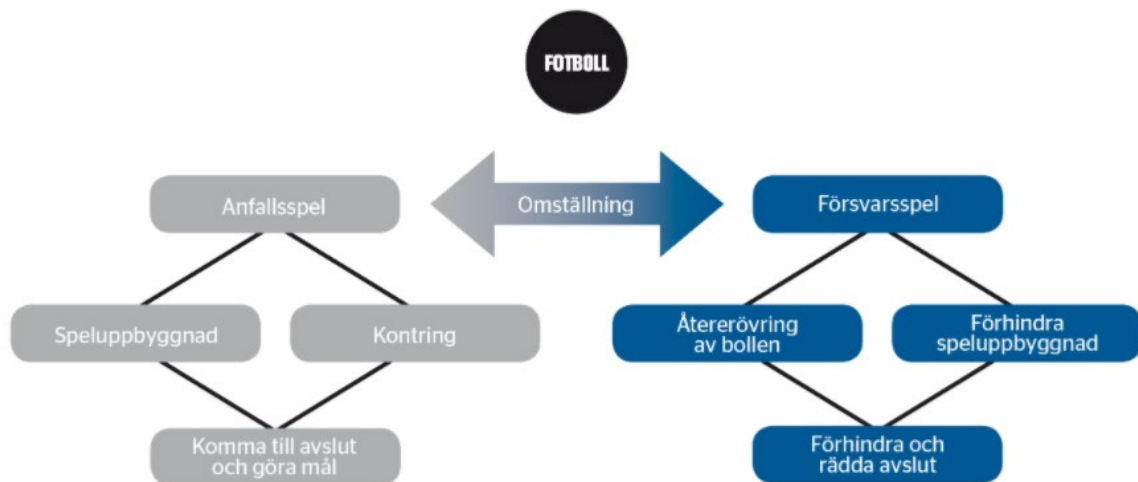 FOTBOLL
Anfallsspel
Omställning
Försvarsspel
Speluppbyggnad
Kontring
Återerövring
av bollen
Förhindra
speluppbyggnad
Komma till avslut
och göra mål
Förhindra och
rädda avslut